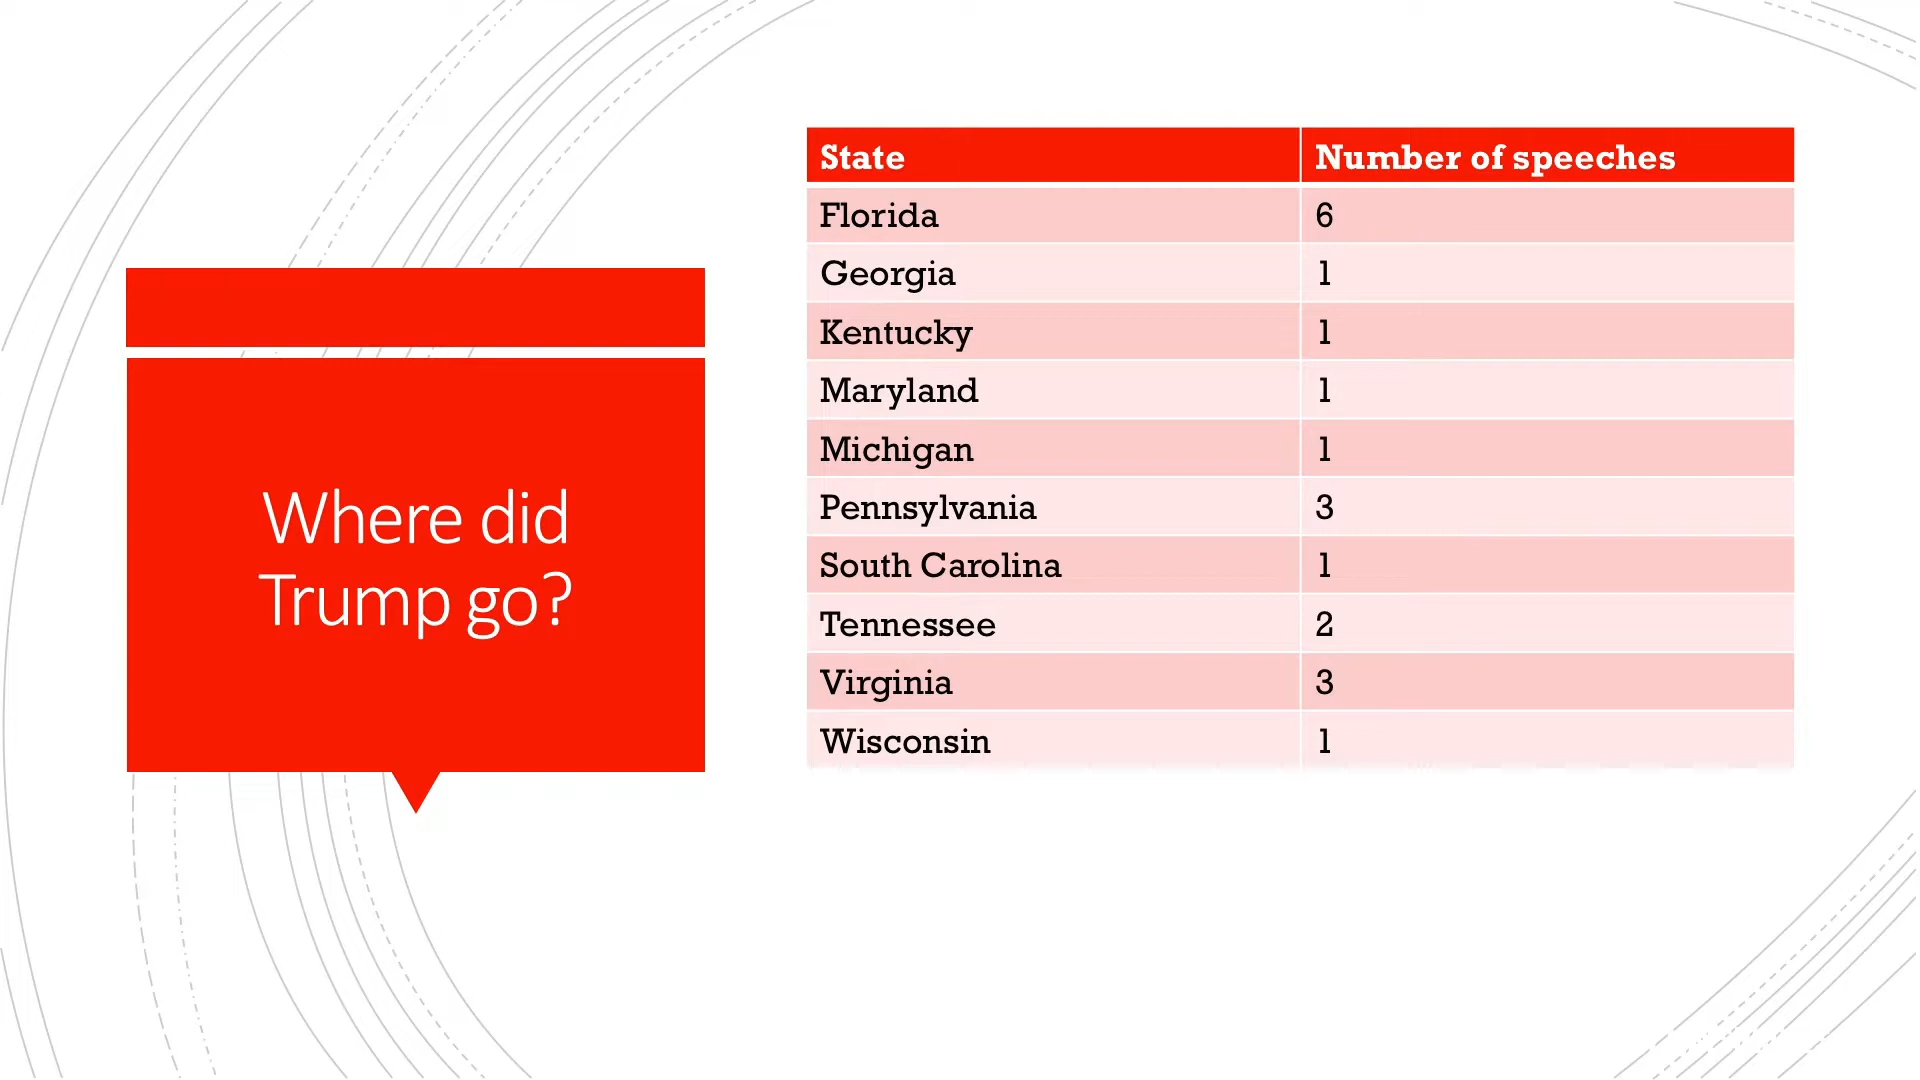 Where did
Trump go?
State Number of speeches
Florida 6
Georgia 1
Kentucky 1
Maryland 1
Michigan 1
Pennsylvania 3
South Carolina 1
Tennessee 2
Virginia 3
Wisconsin 1